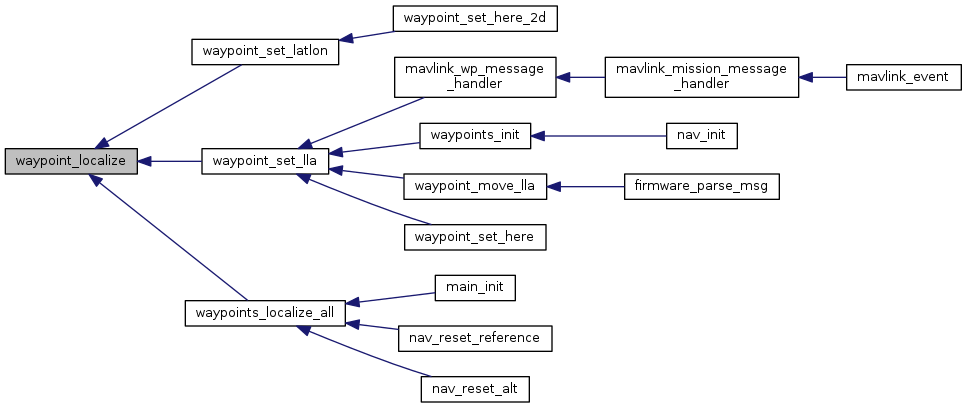 waypoint_set_here_2d
waypoint_set_latlon
mavlink_wp_message
_handler
mavlink_mission_message
_handler
mavlink_event
waypoints_init
nav_init
waypoint_localize
waypoint_set_lla
waypoint_move_lla
firmware_parse_msg
waypoint_set_here
main_init
waypoints_localize_all
nav_reset_reference
nav_reset_alt